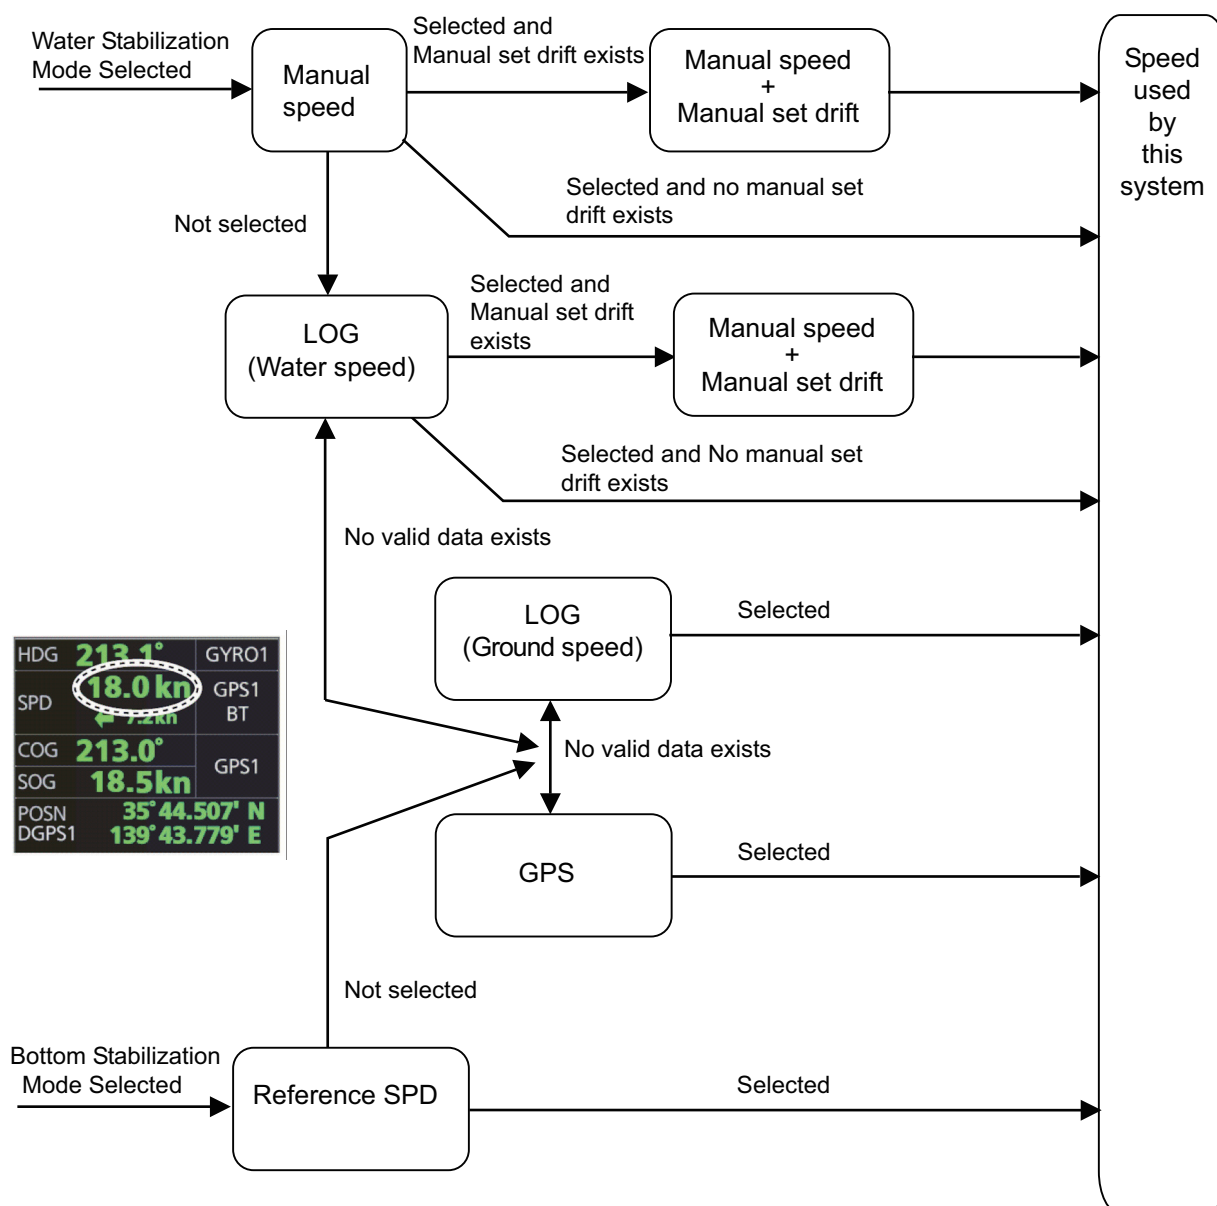 Water Stabilization
Mode Selected
Manual
speed
Selected and
Manual set drift exists
Manual speed
+
Manual set drift
Speed
used
by
this
system
Selected and no manual set
drift exists
Not selected
LOG
(Water speed)
Selected and
Manual set drift
exists
Manual speed
+
Manual set drift
Selected and No manual set
drift exists
No valid data exists
LOG
(Ground speed)
Selected
HDG 213.1° GYRO1
SPD 18.0 kn GPS1
7.2kn BT
COG 213.0° GPS1
SOG 18.5kn
POSN 35°44.507' N
DGPS1 139°43.779' E
No valid data exists
GPS
Selected
Not selected
Bottom Stabilization
Mode Selected
Reference SPD
Selected